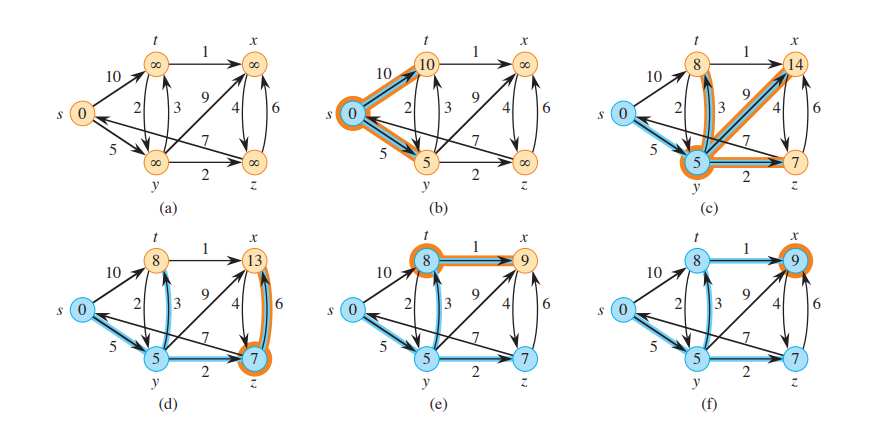 t x t x t x
1 1 1
∞ ∞ 10 ∞ 8 14
10 10 10
9 9 9
s 0 2 3 4 6 s 0 2 3 4 6 s 0 2 3 4 6
5 7 5 7 5 7
∞ ∞ 5 ∞ 5 7
2 2 2
y z y z y z
(a) (b) (c)
t x t x t x
1 1 1
8 13 8 9 8 9
10 10 10
9 9 9
s 0 2 3 4 6 s 0 2 3 4 6 s 0 2 3 4 6
5 7 5 7 5 7
5 7 5 7 5 7
2 2 2
y z y z y z
(d) (e) (f)